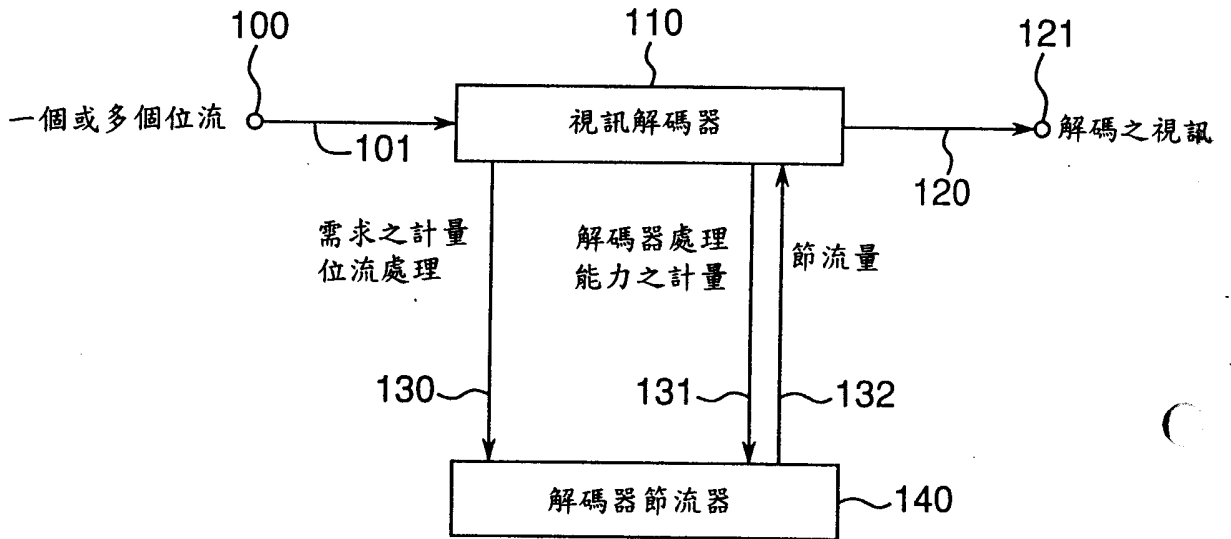 100
110
121
一個或多個位流
視訊解碼器
解碼之視訊
101
120
需求之計量
位流處理
解碼器處理
能力之計量
節流量
130
131
132
解碼器節流器
140